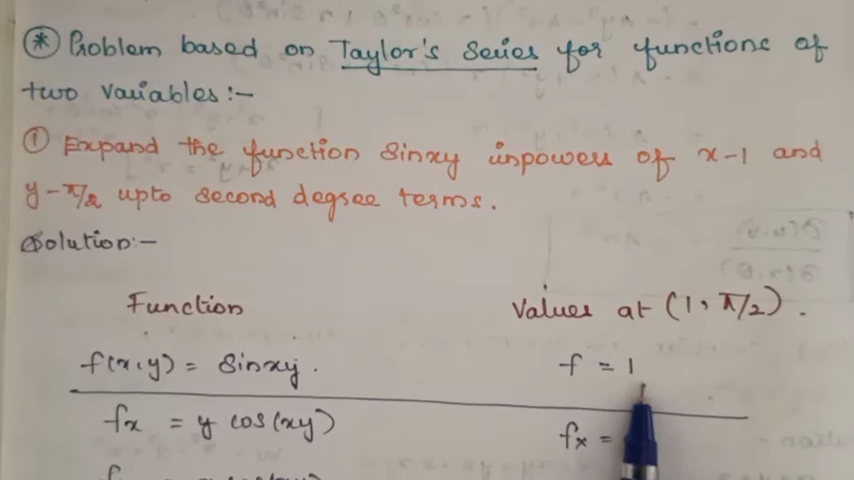 * Problem based on Taylor's Series for functions of
two variables:-
① Expand the function Sinxy inpowers of x-1 and
y-π/2 upto second degree terms.
Solution:-
Function Values at (1, π/2).
f(x,y) = Sinxy. f = 1
fx = y cos(xy) fx =